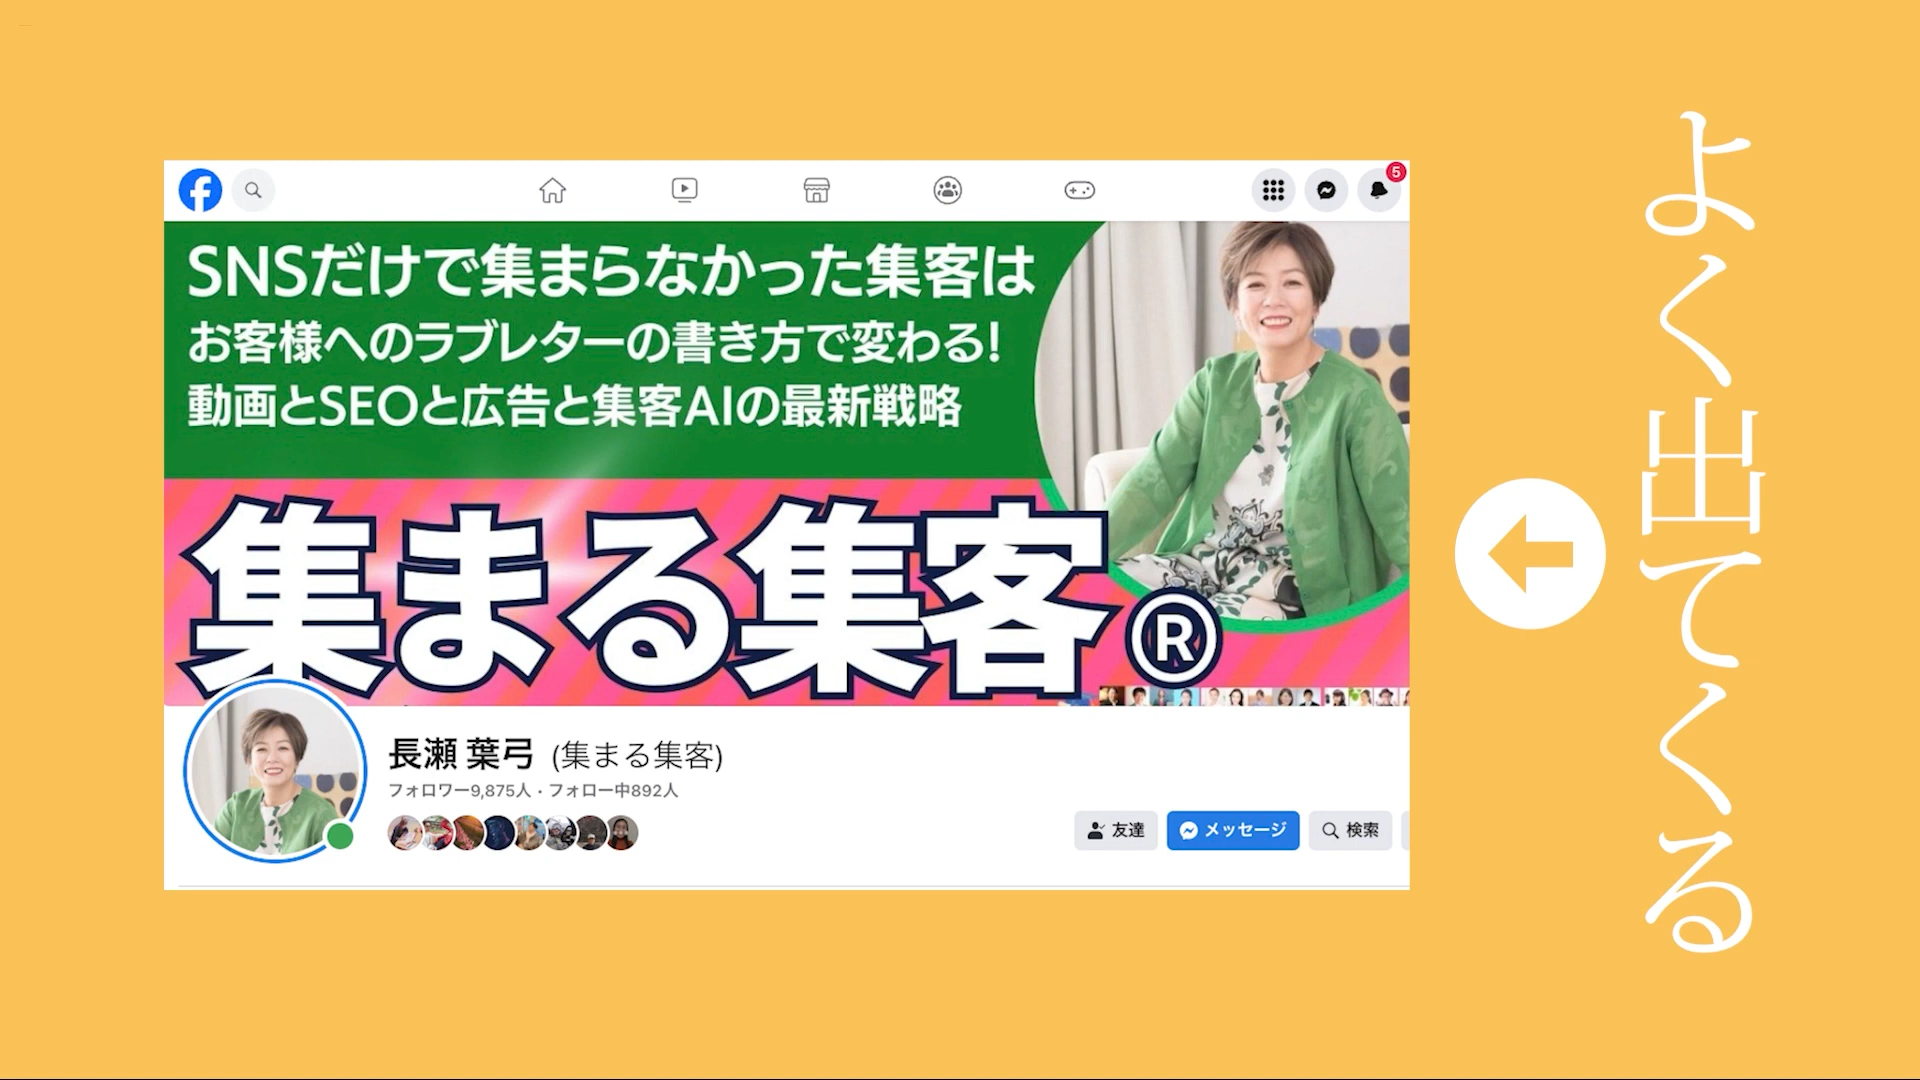 よく出てくる
5
SNSだけで集まらなかった集客は
お客様へのラブレターの書き方で変わる!
動画とSEOと広告と集客AIの最新戦略
集まる集客®
長瀬 葉弓 (集まる集客)
フォロワー9,875人・フォロー中892人
友達
メッセージ
検索